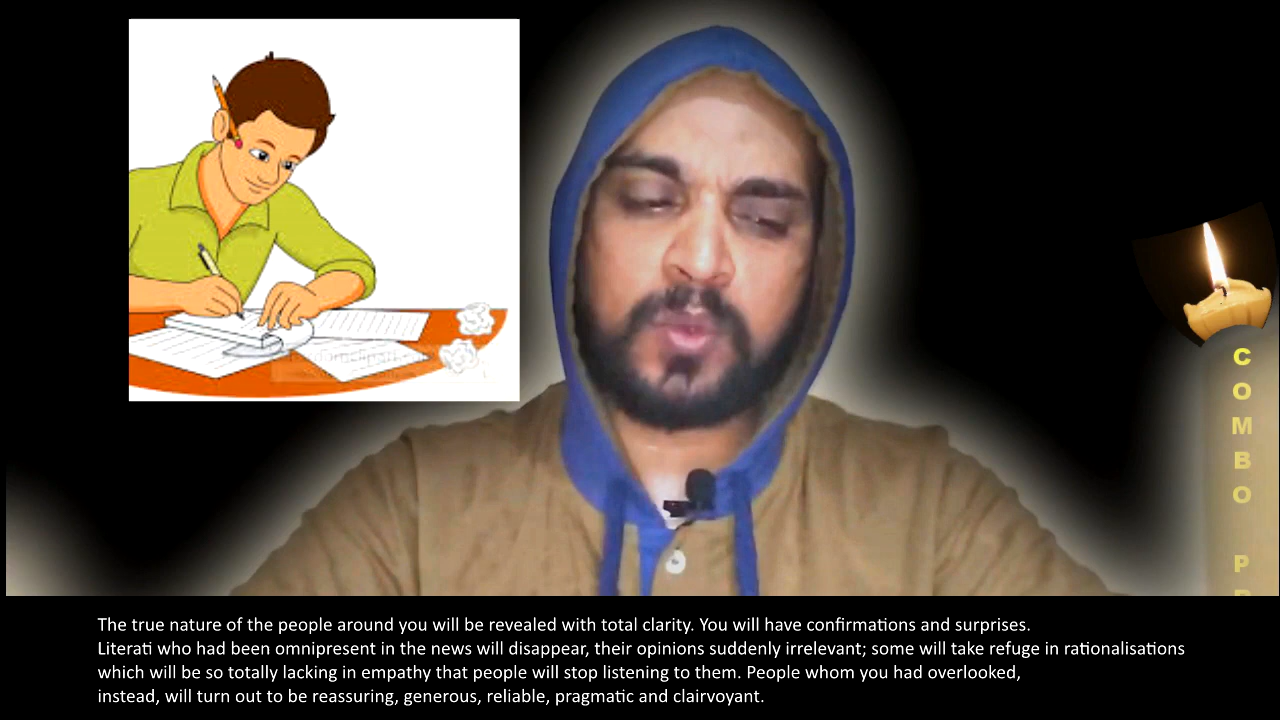 C
O
M
B
O
P
The true nature of the people around you will be revealed with total clarity. You will have confirmations and surprises.
Literati who had been omnipresent in the news will disappear, their opinions suddenly irrelevant; some will take refuge in rationalisations
which will be so totally lacking in empathy that people will stop listening to them. People whom you had overlooked,
instead, will turn out to be reassuring, generous, reliable, pragmatic and clairvoyant.